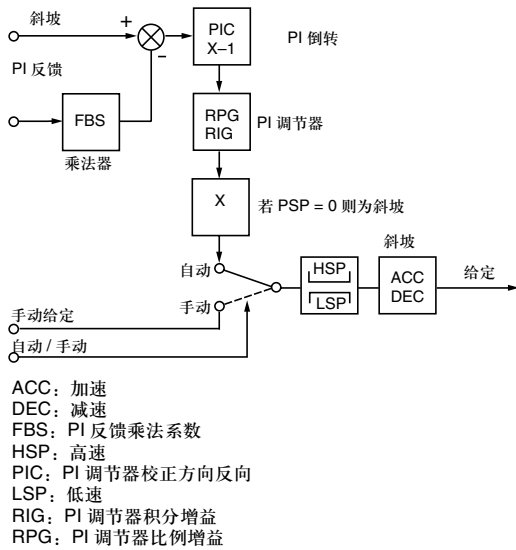 斜坡
+
−
PI 反馈
FBS
乘法器
PIC
X–1
PI 倒转
RPG
RIG
PI 调节器
X
若 PSP = 0 则为斜坡
自动
手动
HSP
LSP
斜坡
ACC
DEC
给定
手动给定
自动 / 手动
ACC：加速
DEC：减速
FBS：PI 反馈乘法系数
HSP：高速
PIC：PI 调节器校正方向反向
LSP：低速
RIG：PI 调节器积分增益
RPG：PI 调节器比例增益